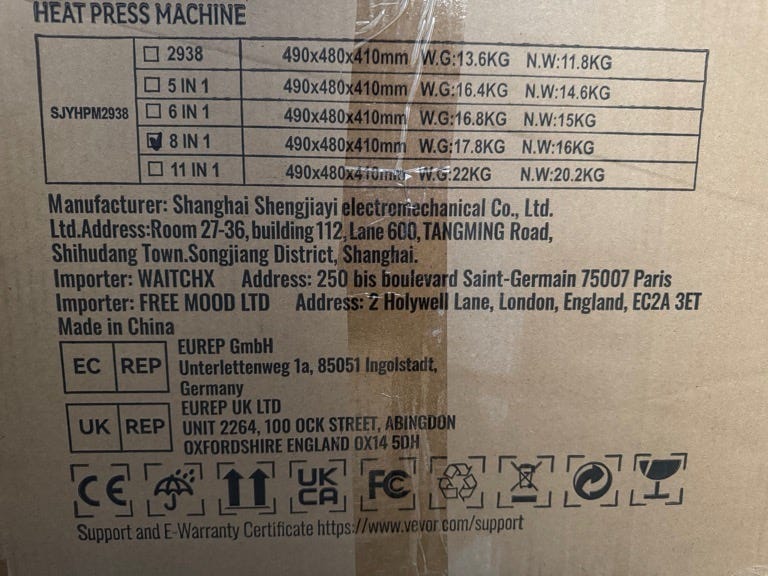 HEAT PRESS MACHINE
SJYHPM2938
2938 490x480x410mm W.G:13.6KG N.W:11.8KG
5 IN 1 490x480x410mm W.G:16.4KG N.W:14.6KG
6 IN 1 490x480x410mm W.G:16.8KG N.W:15KG
8 IN 1 490x480x410mm W.G:17.8KG N.W:16KG
11 IN 1 490x480x410mm W.G:22KG N.W:20.2KG
Manufacturer: Shanghai Shengjiayi electromechanical Co., Ltd.
Ltd.Address:Room 27-36, building 112, Lane 600, TANGMING Road,
Shihudang Town.Songjiang District, Shanghai.
Importer: WAITCHX Address: 250 bis boulevard Saint-Germain 75007 Paris
Importer: FREE MOOD LTD Address: 2 Holywell Lane, London, England, EC2A 3ET
Made in China
EC REP
EUREP GmbH
Unterlettenweg 1a, 85051 Ingolstadt,
Germany
UK REP
EUREP UK LTD
UNIT 2264, 100 OCK STREET, ABINGDON
OXFORDSHIRE ENGLAND OX14 5DH
CE UK CA FC
Support and E-Warranty Certificate https://www.vevor.com/support